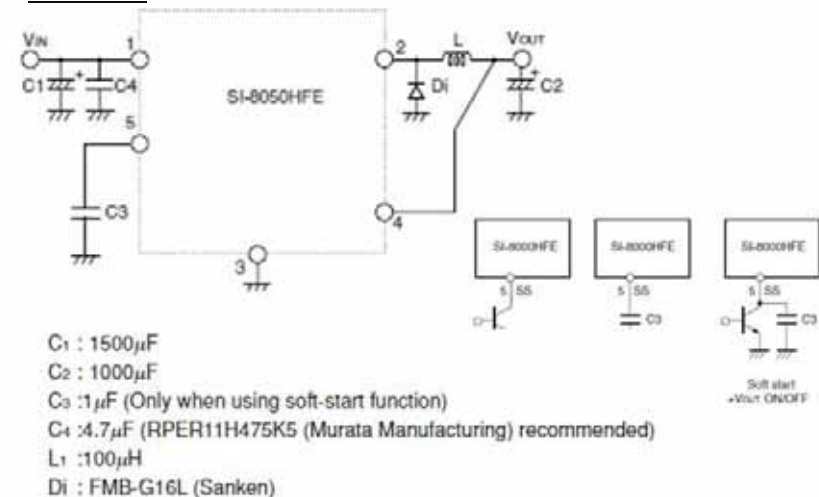 VIN
1
2
L
VOUT
C1
+
C4
SI-8050HFE
Di
+
C2
5
C3
4
3
SI-8000HFE
SI-8000HFE
SI-8000HFE
5 SS
5 SS
5 SS
C3
C3
Soft start
+VOUT ON/OFF
C1 : 1500μF
C2 : 1000μF
C3 :1μF (Only when using soft-start function)
C4 :4.7μF (RPER11H475K5 (Murata Manufacturing) recommended)
L1 :100μH
Di : FMB-G16L (Sanken)